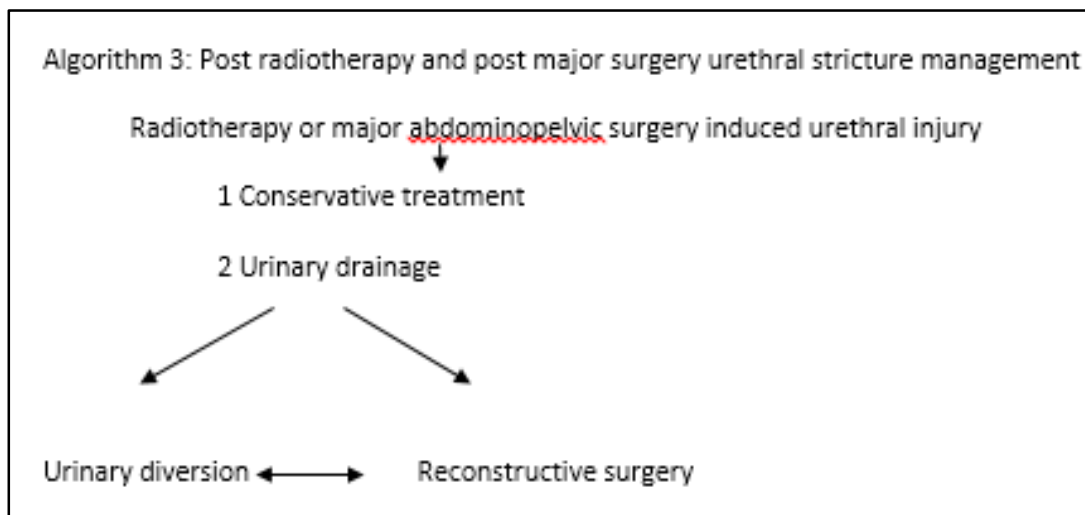 Algorithm 3: Post radiotherapy and post major surgery urethral stricture management
Radiotherapy or major abdominopelvic surgery induced urethral injury
1 Conservative treatment
2 Urinary drainage
Urinary diversion
Reconstructive surgery